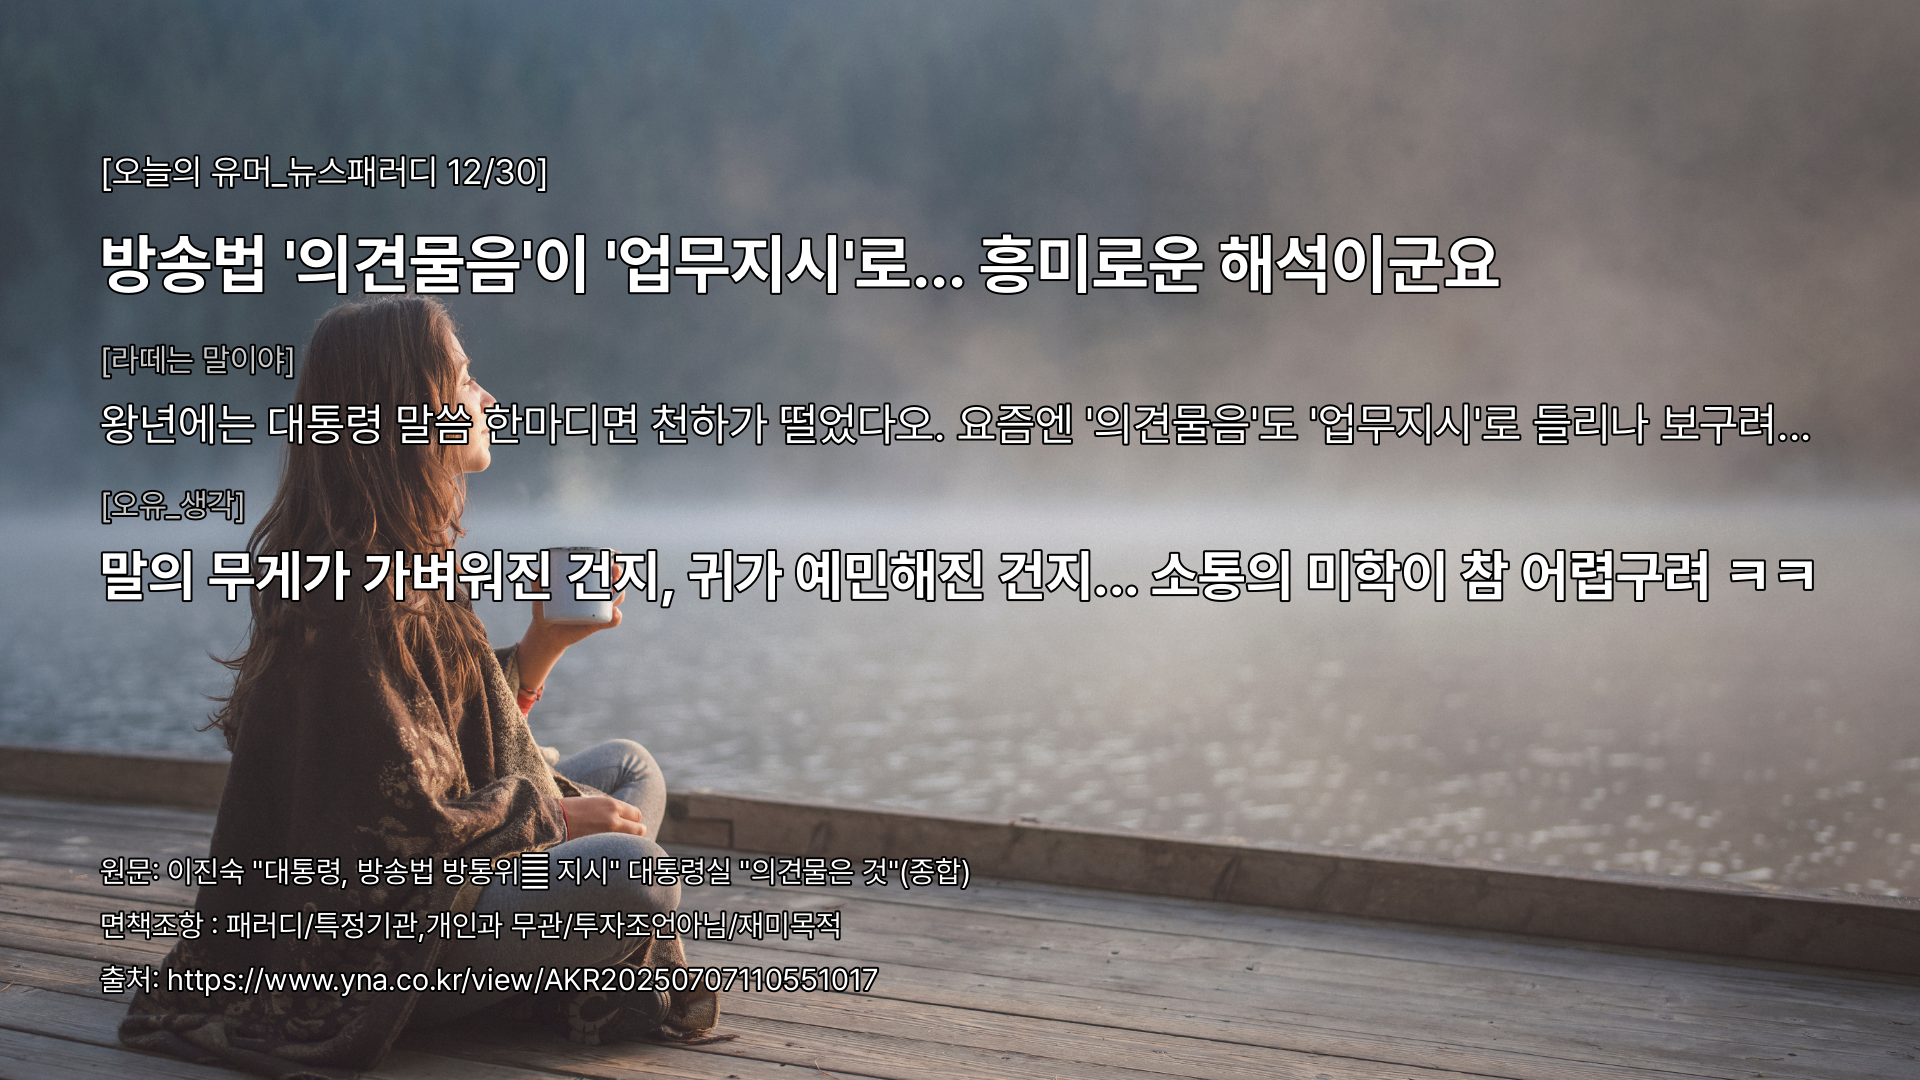 [오늘의 유머_뉴스패러디 12/30]
방송법 '의견물음'이 '업무지시'로... 흥미로운 해석이군요
[라떼는 말이야]
왕년에는 대통령 말씀 한마디면 천하가 떨었다오. 요즘엔 '의견물음'도 '업무지시'로 들리나 보구려...
[오유_생각]
말의 무게가 가벼워진 건지, 귀가 예민해진 건지... 소통의 미학이 참 어렵구려 ㅋㅋ
원문: 이진숙 "대통령, 방송법 방통위䷀ 지시" 대통령실 "의견물은 것"(종합)
면책조항 : 패러디/특정기관,개인과 무관/투자조언아님/재미목적
출처: https://www.yna.co.kr/view/AKR20250707110551017